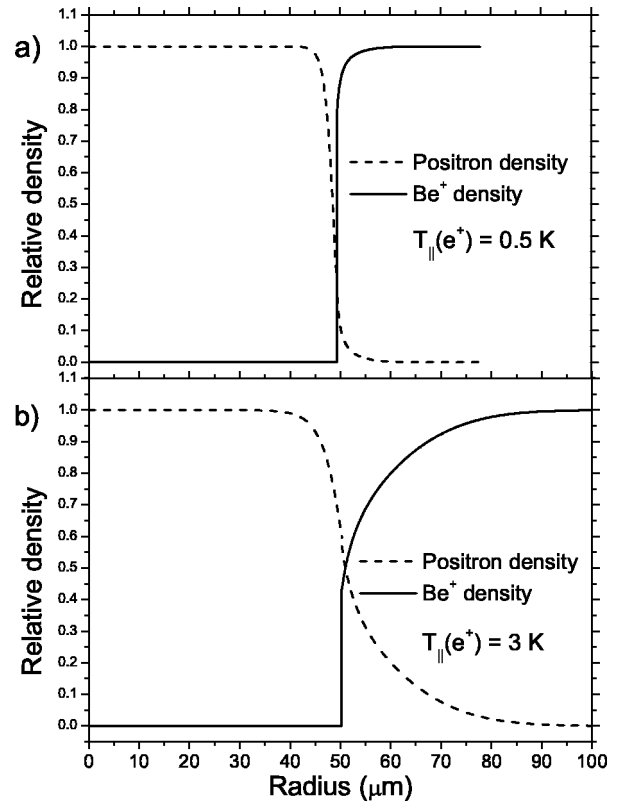 a)
1.1
1.0
0.9
0.8
0.7
0.6
0.5
0.4
0.3
0.2
0.1
0.0
Relative density
Positron density
Be⁺ density
T∥(e⁺) = 0.5 K
b)
1.1
1.0
0.9
0.8
0.7
0.6
0.5
0.4
0.3
0.2
0.1
0.0
Relative density
Positron density
Be⁺ density
T∥(e⁺) = 3 K
0 10 20 30 40 50 60 70 80 90 100
Radius (μm)